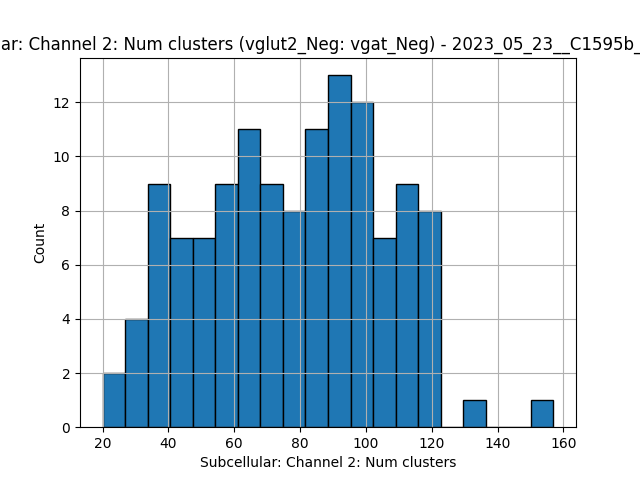 ar: Channel 2: Num clusters (vglut2_Neg: vgat_Neg) - 2023_05_23__C1595b_
12
10
8
6
4
2
0
Count
20 40 60 80 100 120 140 160
Subcellular: Channel 2: Num clusters